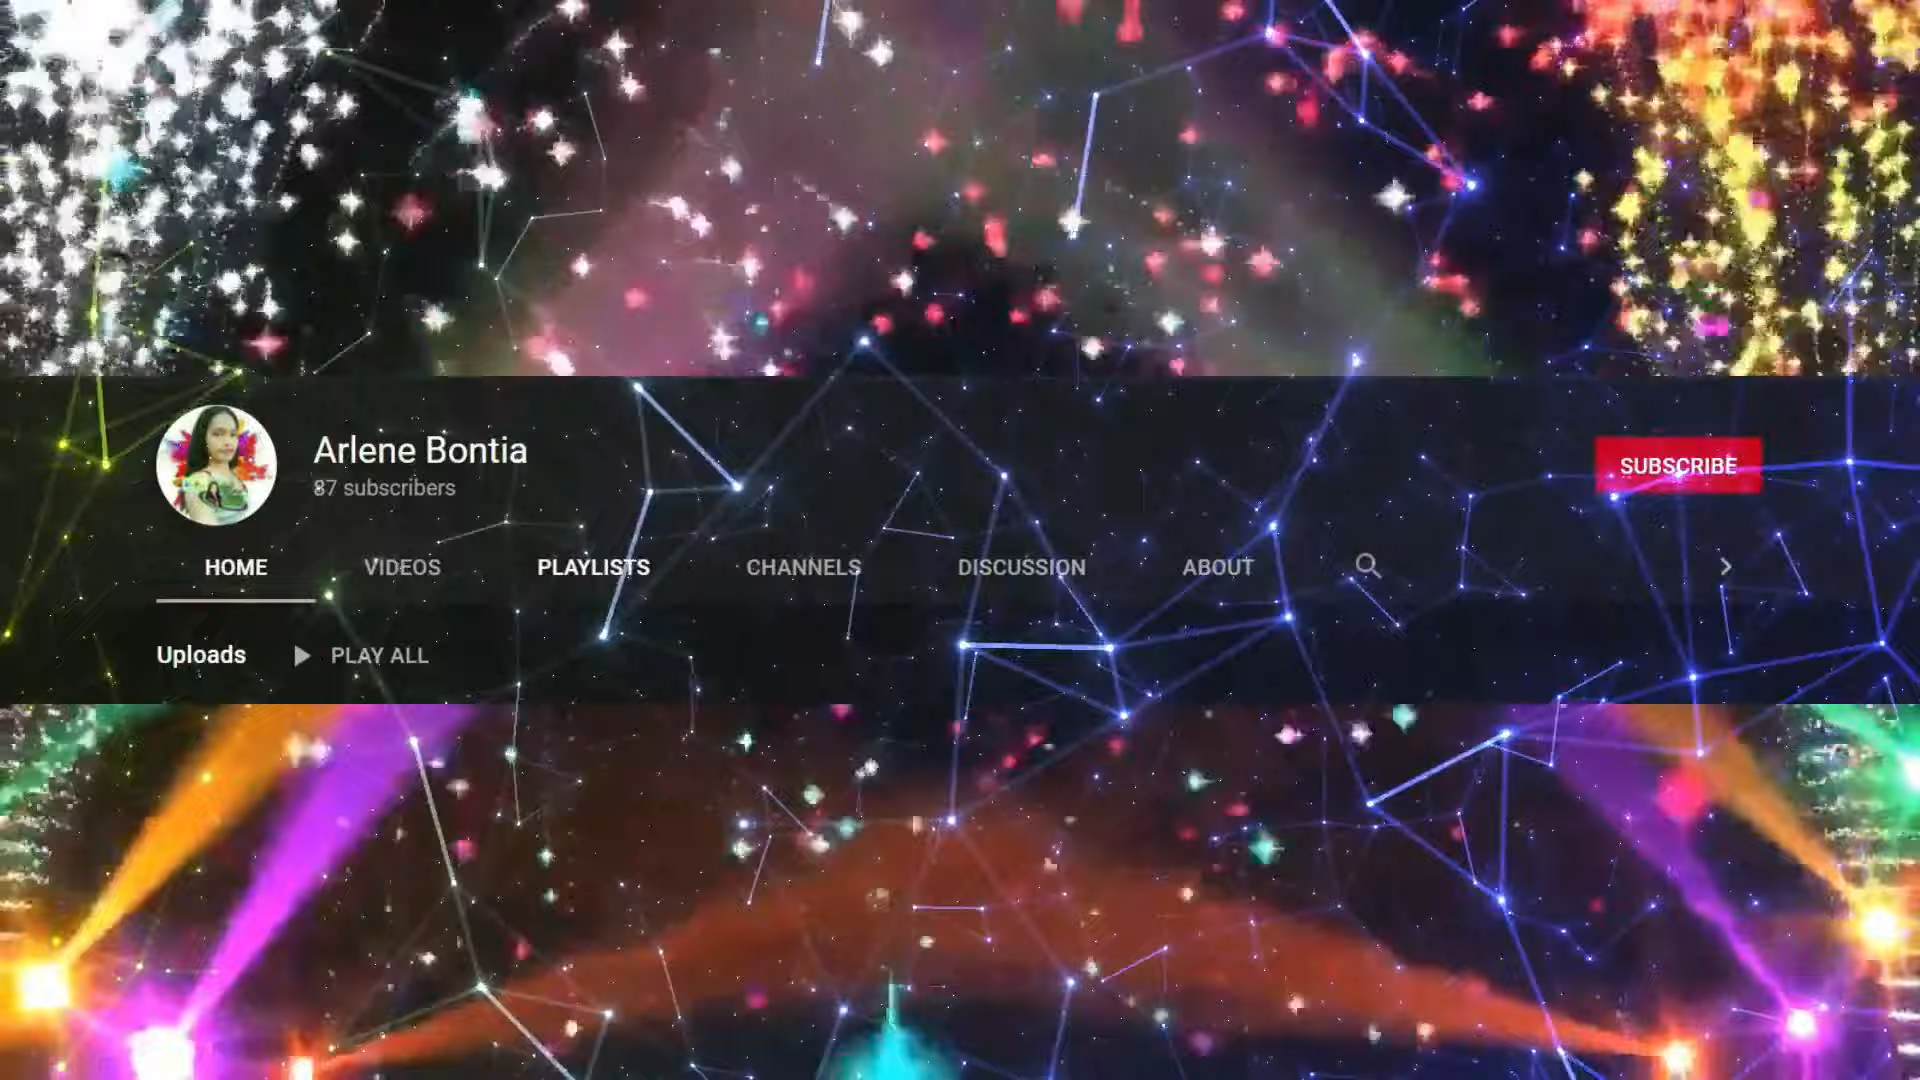 Arlene Bontia
87 subscribers
SUBSCRIBE
HOME VIDEOS PLAYLISTS CHANNELS DISCUSSION ABOUT
Uploads PLAY ALL